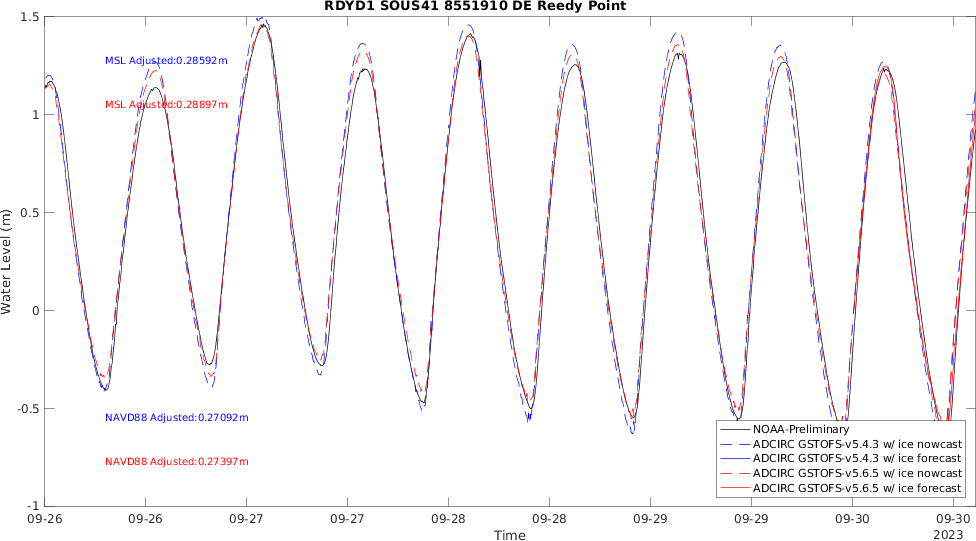 RDYD1 SOUS41 8551910 DE Reedy Point
1.5
1
0.5
0
-0.5
-1
Water Level (m)
MSL Adjusted:0.28592m
MSL Adjusted:0.28897m
NAVD88 Adjusted:0.27092m
NAVD88 Adjusted:0.27397m
NOAA-Preliminary
ADCIRC GSTOFS-v5.4.3 w/ ice nowcast
ADCIRC GSTOFS-v5.4.3 w/ ice forecast
ADCIRC GSTOFS-v5.6.5 w/ ice nowcast
ADCIRC GSTOFS-v5.6.5 w/ ice forecast
09-26 09-26 09-27 09-27 09-28 09-28 09-29 09-29 09-30 09-30
2023
Time